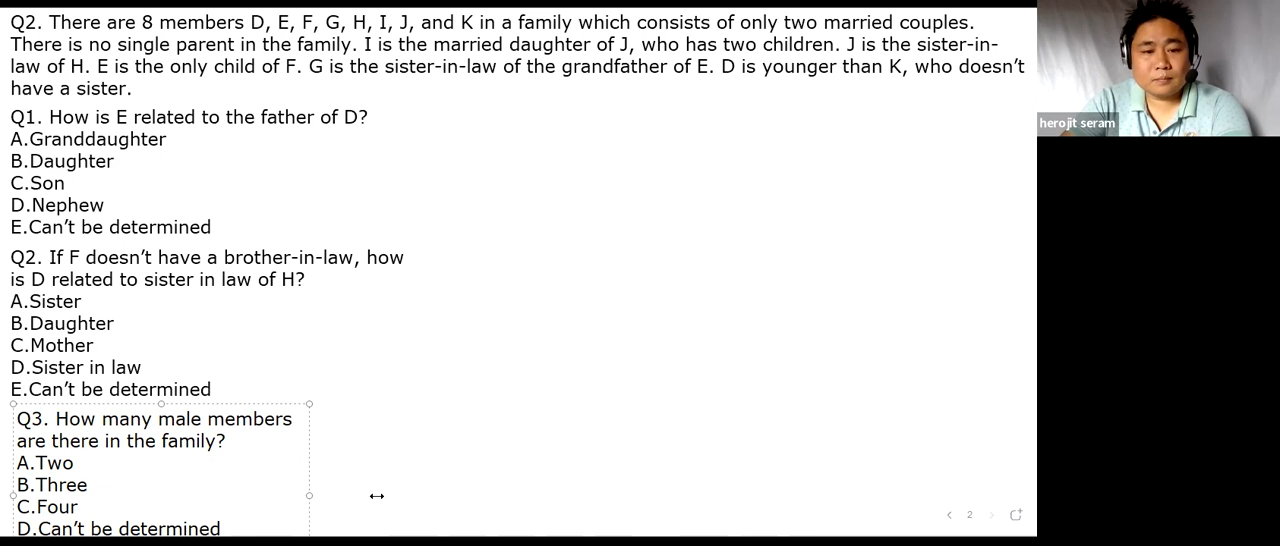 Q2. There are 8 members D, E, F, G, H, I, J, and K in a family which consists of only two married couples.
There is no single parent in the family. I is the married daughter of J, who has two children. J is the sister-in-
law of H. E is the only child of F. G is the sister-in-law of the grandfather of E. D is younger than K, who doesn't
have a sister.
Q1. How is E related to the father of D?
A.Granddaughter
B.Daughter
C.Son
D.Nephew
E.Can't be determined
Q2. If F doesn't have a brother-in-law, how
is D related to sister in law of H?
A.Sister
B.Daughter
C.Mother
D.Sister in law
E.Can't be determined
Q3. How many male members
are there in the family?
A.Two
B.Three
C.Four
D.Can't be determined
herojit seram
2